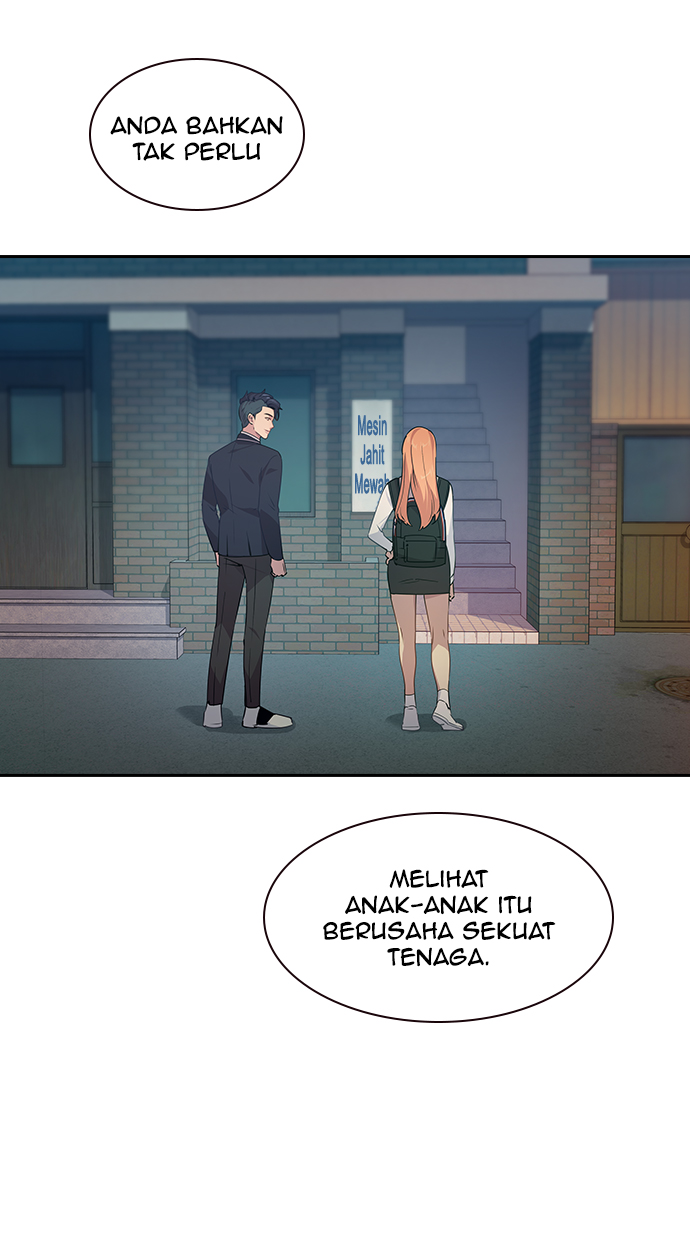 ANDA BAHKAN
TAK PERLU
Mesin
Jahit
Mewah
MELIHAT
ANAK-ANAK ITU
BERUSAHA SEKUAT
TENAGA.